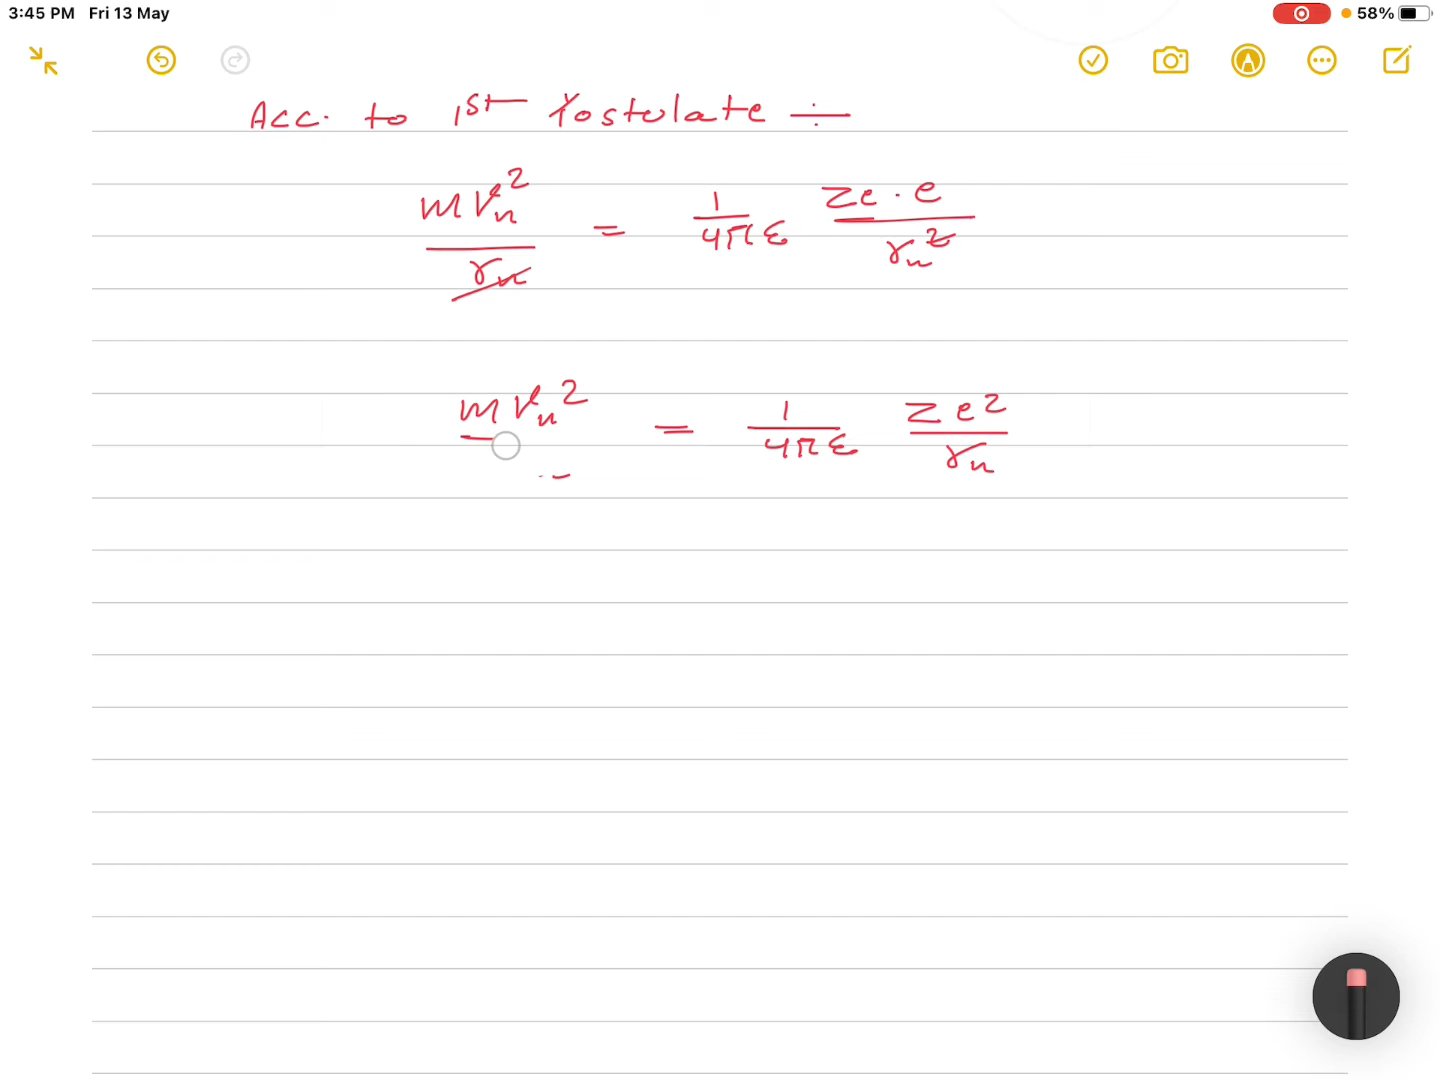 3:45 PM Fri 13 May 58%
Acc. to 1st Postulate ÷
mVn²/rn = 1/4πε Ze·e/rn²
mVn² = 1/4πε Ze²/rn